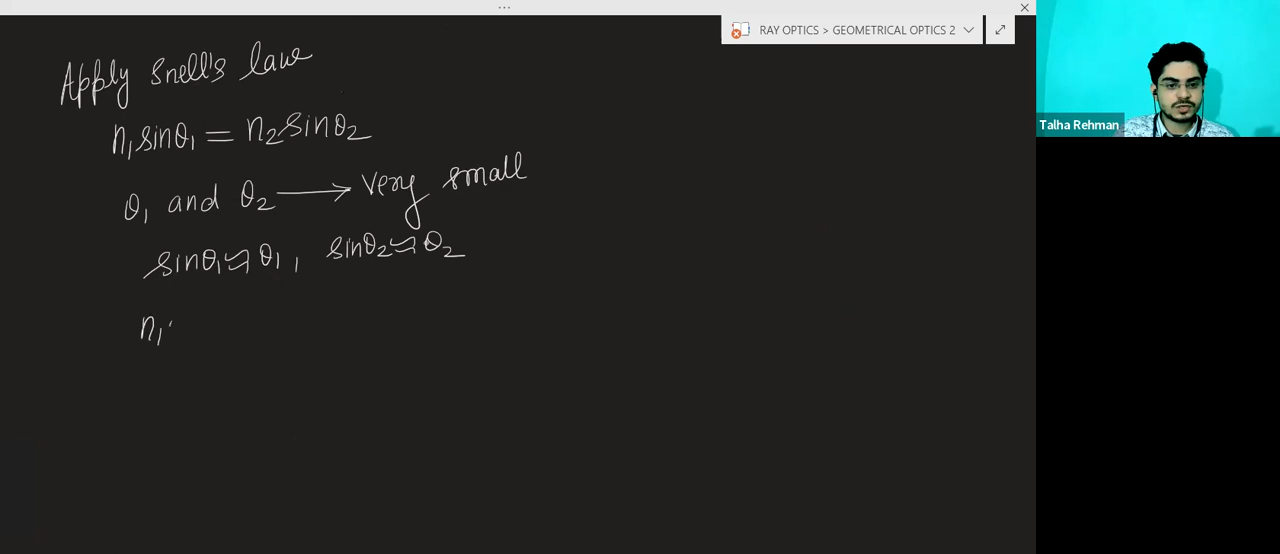 RAY OPTICS > GEOMETRICAL OPTICS 2
Talha Rehman
Apply Snell's law
n₁sinθ₁ = n₂sinθ₂
θ₁ and θ₂ ⟶ very small
sinθ₁ ≈ θ₁, sinθ₂ ≈ θ₂
n₁